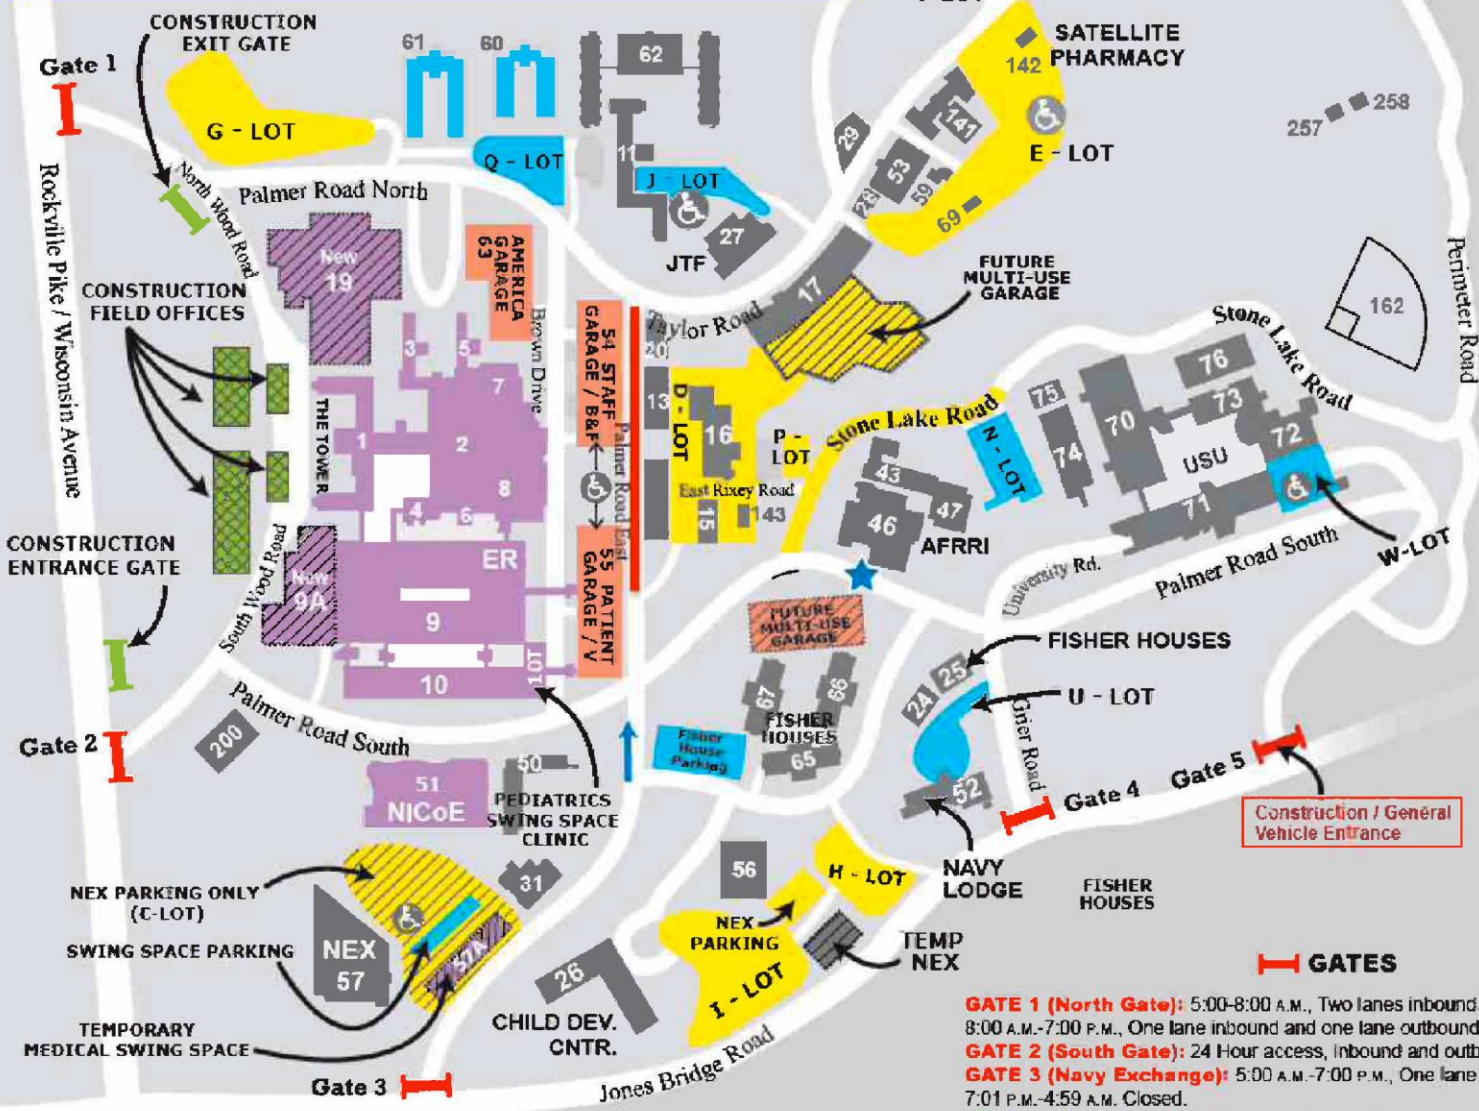 CONSTRUCTION
EXIT GATE
Gate 1
G - LOT
61
60
62
Q - LOT
11
J - LOT
27
JTF
29
53
59
141
142
SATELLITE
PHARMACY
E - LOT
69
257
258
162
Perimeter Road
Rockville Pike / Wisconsin Avenue
North Wood Road
Palmer Road North
New
19
AMERICA
GARAGE
63
CONSTRUCTION
FIELD OFFICES
Brown Drive
54 STAFF
GARAGE / B&F
55 PATIENT
GARAGE / V
Palmer Road East
Taylor Road
17
FUTURE
MULTI-USE
GARAGE
20
13
D - LOT
16
P -
LOT
East Rixey Road
15
143
Stone Lake Road
Stone Lake Road
N - LOT
75
74
70
76
73
72
USU
71
W-LOT
43
46
47
AFRRI
University Rd.
Palmer Road South
THE TOWER
1
2
3
4
5
6
7
8
ER
9
10
10T
New
9A
South Wood Road
CONSTRUCTION
ENTRANCE GATE
Gate 2
Palmer Road South
200
51
NICoE
50
PEDIATRICS
SWING SPACE
CLINIC
FUTURE
MULTI-USE
GARAGE
67
66
FISHER
HOUSES
65
Fisher
House
Parking
24
25
FISHER HOUSES
U - LOT
Grier Road
52
NAVY
LODGE
Gate 4
Gate 5
Construction / General
Vehicle Entrance
FISHER
HOUSES
NEX PARKING ONLY
(C-LOT)
SWING SPACE PARKING
NEX
57
57A
31
TEMPORARY
MEDICAL SWING SPACE
Gate 3
26
CHILD DEV.
CNTR.
56
H - LOT
NEX
PARKING
I - LOT
TEMP
NEX
Jones Bridge Road
GATES
GATE 1 (North Gate): 5:00-8:00 A.M., Two lanes inbound.
8:00 A.M.-7:00 P.M., One lane inbound and one lane outbound
GATE 2 (South Gate): 24 Hour access, Inbound and outb
GATE 3 (Navy Exchange): 5:00 A.M.-7:00 P.M., One lane
7:01 P.M.-4:59 A.M. Closed.